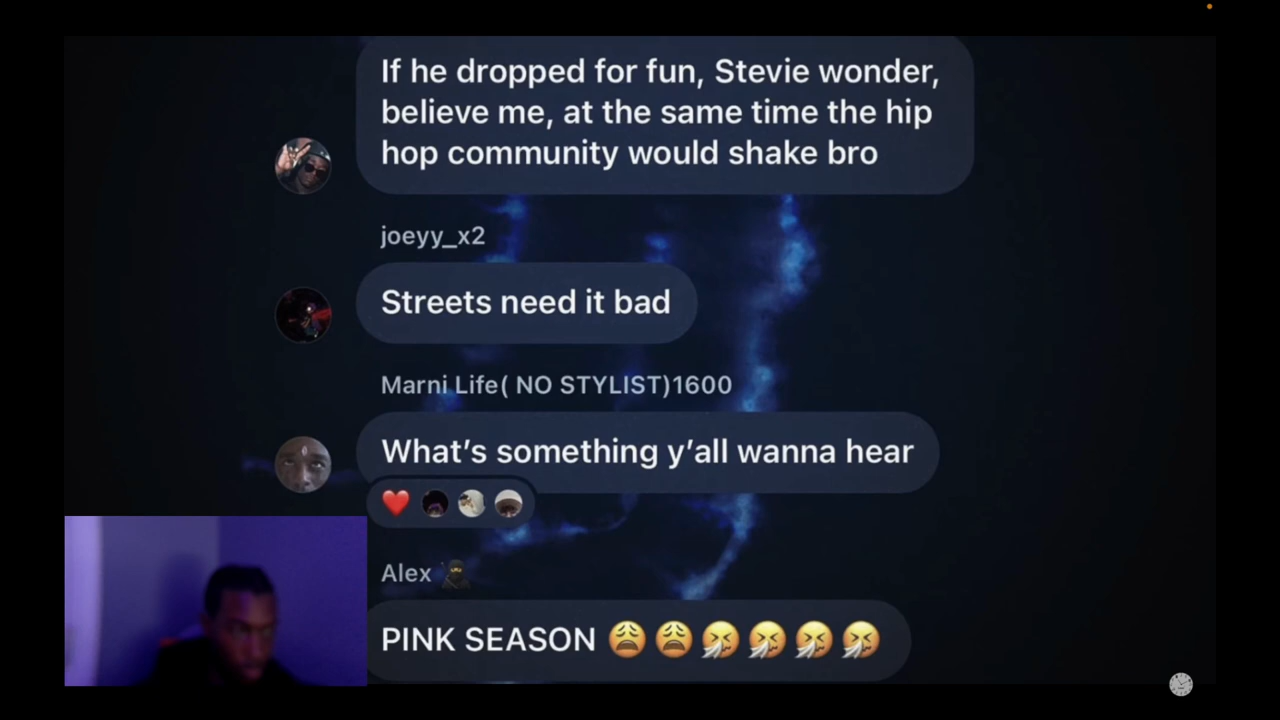 If he dropped for fun, Stevie wonder,
believe me, at the same time the hip
hop community would shake bro
joeyy_x2
Streets need it bad
Marni Life( NO STYLIST)1600
What's something y'all wanna hear
❤️
Alex 🥷
PINK SEASON 😩😩🤧🤧🤧🤧